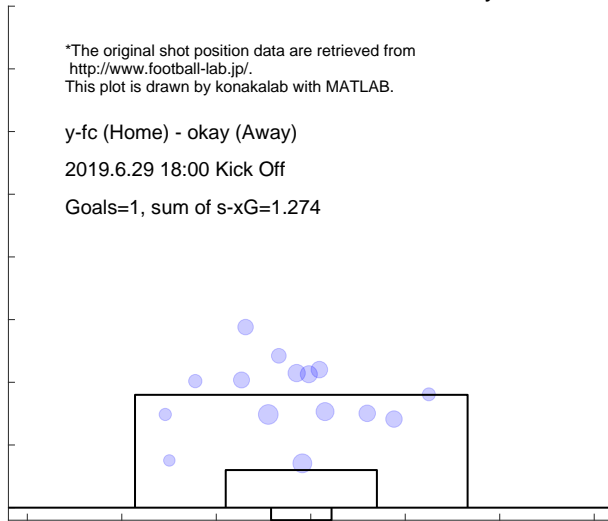 *The original shot position data are retrieved from
http://www.football-lab.jp/.
This plot is drawn by konakalab with MATLAB.
y-fc (Home) - okay (Away)
2019.6.29 18:00 Kick Off
Goals=1, sum of s-xG=1.274